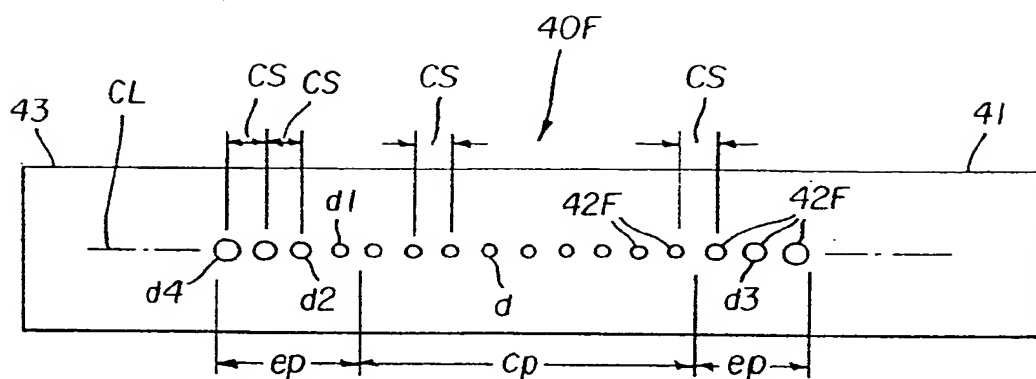 40F
CS CS CS CS
CL
43 41
d1 42F 42F
d4 d2 d d3
ep cp ep